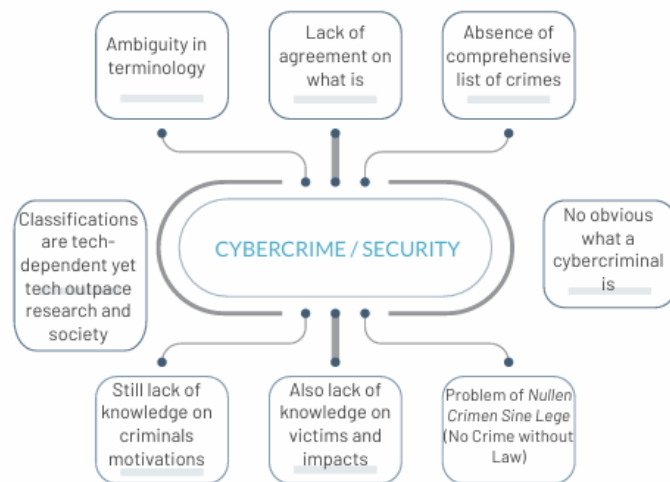 Ambiguity in
terminology
Lack of
agreement on
what is
Absence of
comprehensive
list of crimes
Classifications
are tech-
dependent yet
tech outpace
research and
society
CYBERCRIME / SECURITY
No obvious
what a
cybercriminal
is
Still lack of
knowledge on
criminals
motivations
Also lack of
knowledge on
victims and
impacts
Problem of Nullen
Crimen Sine Lege
(No Crime without
Law)